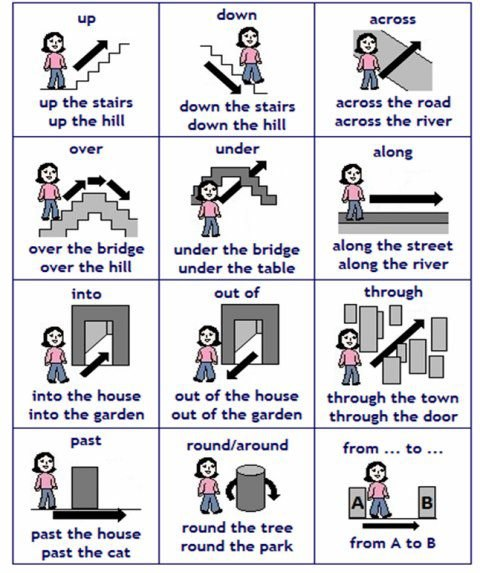 up
up the stairs
up the hill
down
down the stairs
down the hill
across
across the road
across the river
over
over the bridge
over the hill
under
under the bridge
under the table
along
along the street
along the river
into
into the house
into the garden
out of
out of the house
out of the garden
through
through the town
through the door
past
past the house
past the cat
round/around
round the tree
round the park
from ... to ...
A B
from A to B